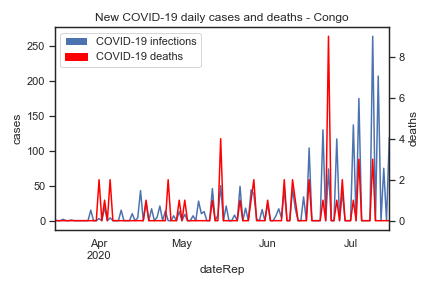 New COVID-19 daily cases and deaths - Congo
COVID-19 infections
COVID-19 deaths
250
200
150
100
50
0
cases
8
6
4
2
0
deaths
Apr
2020
May
Jun
Jul
dateRep